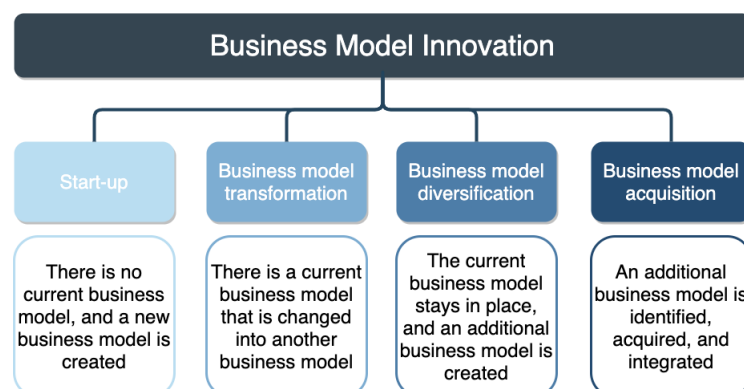 Business Model Innovation
Start-up
Business model
transformation
Business model
diversification
Business model
acquisition
There is no
current business
model, and a new
business model is
created
There is a current
business model
that is changed
into another
business model
The current
business model
stays in place,
and an additional
business model is
created
An additional
business model is
identified,
acquired, and
integrated